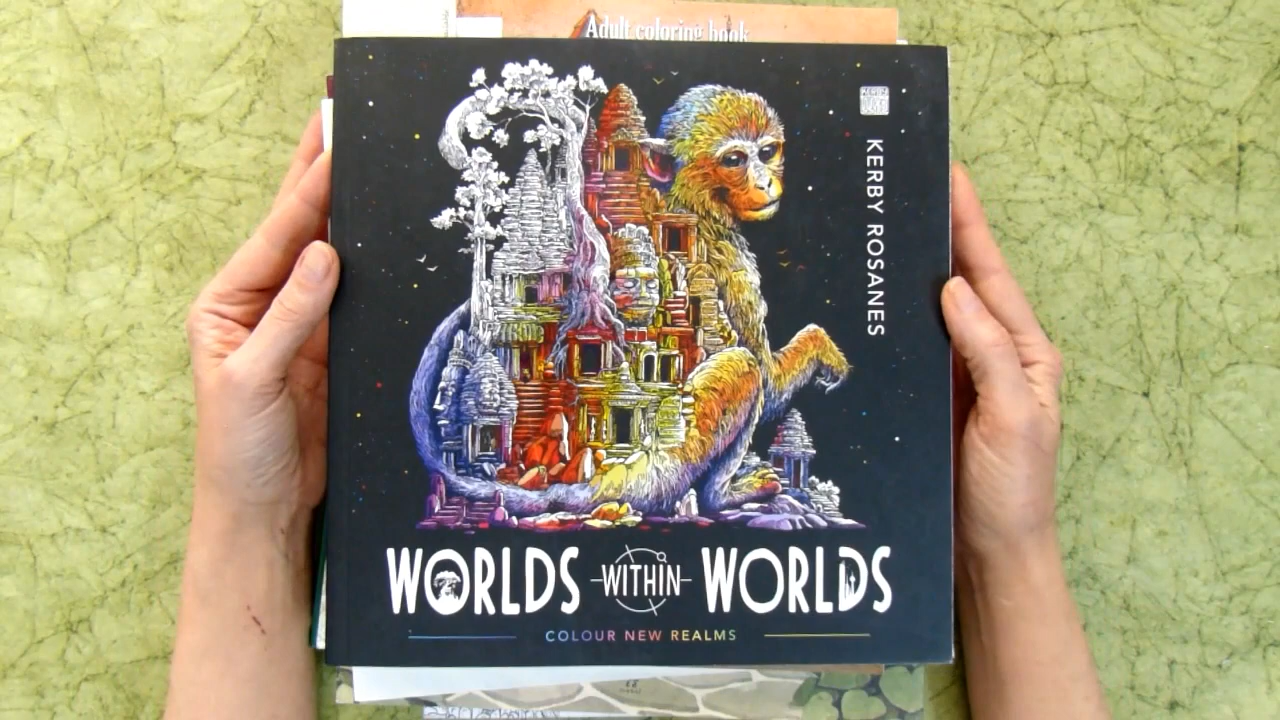 Adult coloring book
KERBY ROSANES
WORLDS WITHIN WORLDS
COLOUR NEW REALMS